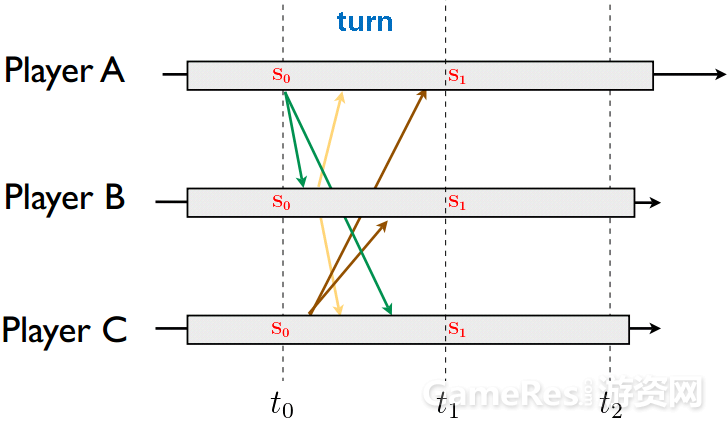 turn
Player A
S₀ S₁
Player B
S₀ S₁
Player C
S₀ S₁
t₀ t₁ t₂
GameRes游资网